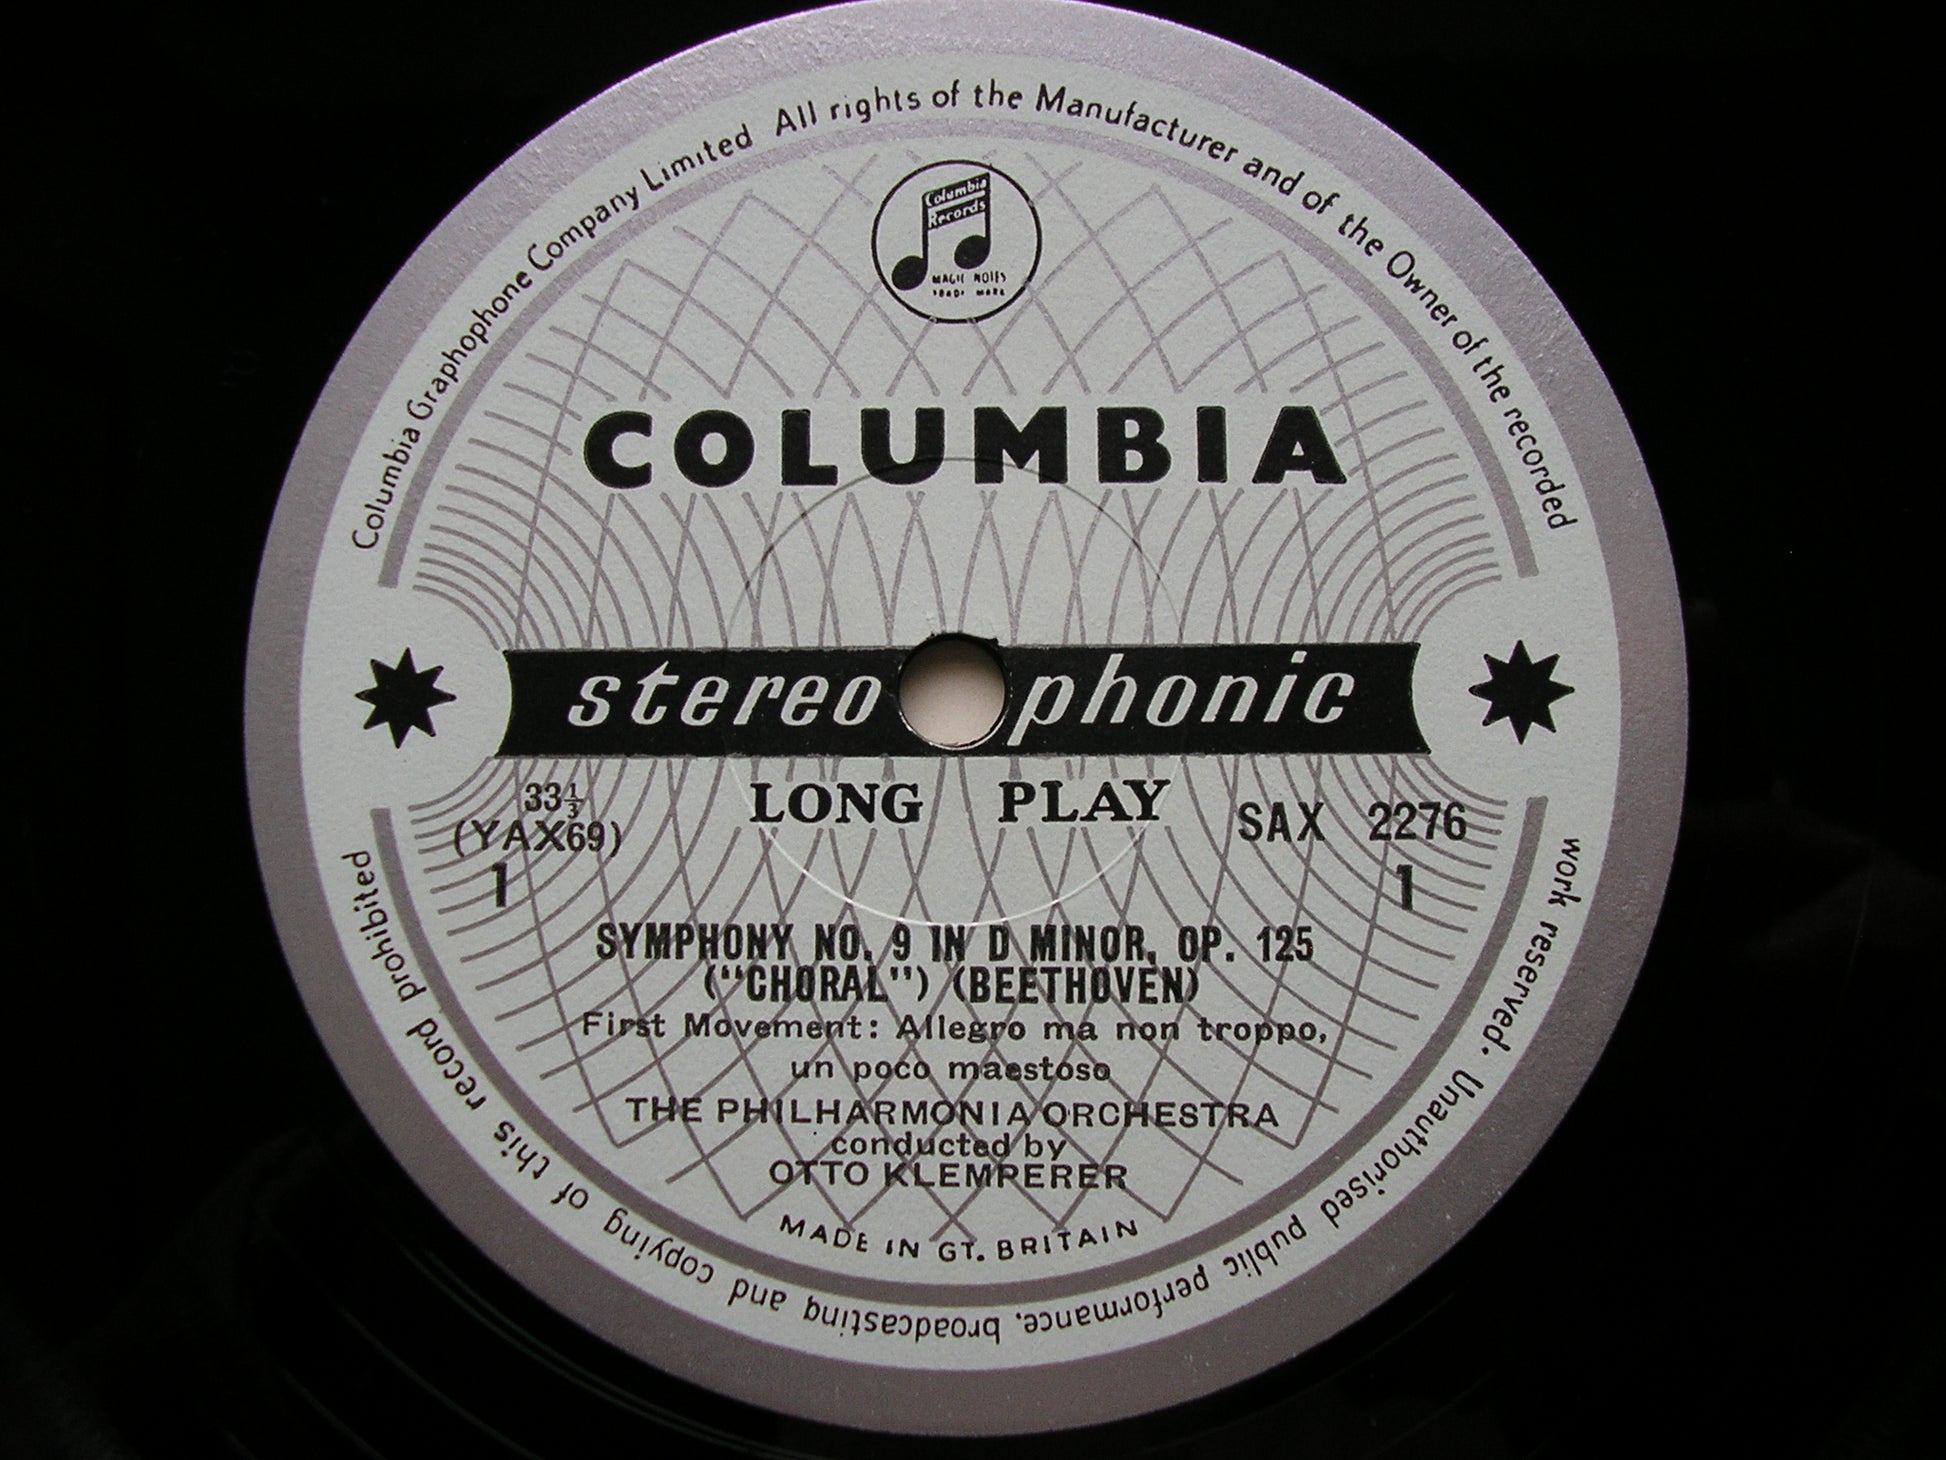 Columbia Graphophone Company Limited All rights of the Manufacturer and of the Owner of the recorded
work reserved. Unauthorised public performance, broadcasting and copying of this record prohibited
Columbia
Records
MAGIC NOTES
TRADE MARK
COLUMBIA
stereo phonic
33⅓ LONG PLAY SAX 2276
(YAX69)
1 1
SYMPHONY NO. 9 IN D MINOR, OP. 125
("CHORAL") (BEETHOVEN)
First Movement: Allegro ma non troppo,
un poco maestoso
THE PHILHARMONIA ORCHESTRA
conducted by
OTTO KLEMPERER
MADE IN GT. BRITAIN